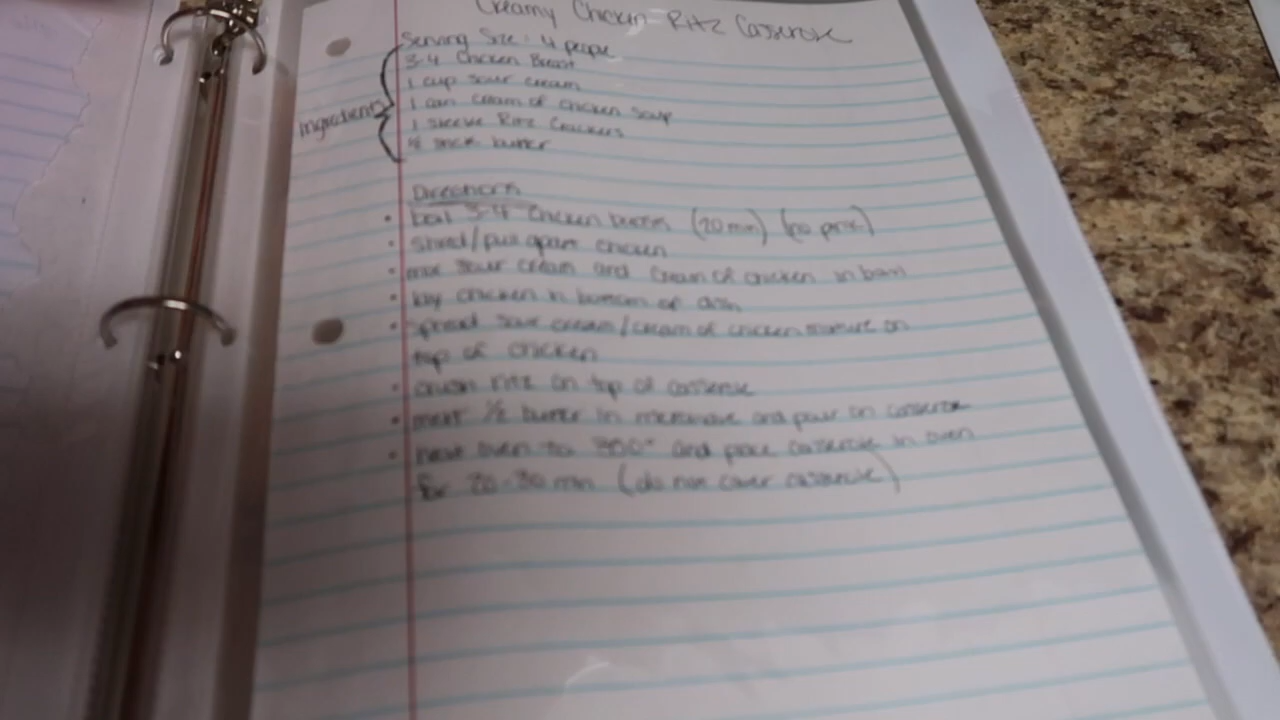 Creamy Chicken-Ritz Casserole
Serving Size: 4 people
3-4 Chicken Breast
1 cup sour cream
Ingredients
1 can cream of chicken soup
1 sleeve Ritz Crackers
stick butter
Directions
• boil 3-4 Chicken (20 min) (no pink)
• shred/pull apart chicken
• mix sour cream and cream of chicken in
• lay chicken in bottom of dish
• spread sour cream/cream of chicken mixture on
top of chicken
• crush ritz on top of casserole
• melt 1/2 butter in microwave and pour on casserole
• heat oven to and place casserole in oven
for 20-30 min (do not cover casserole)